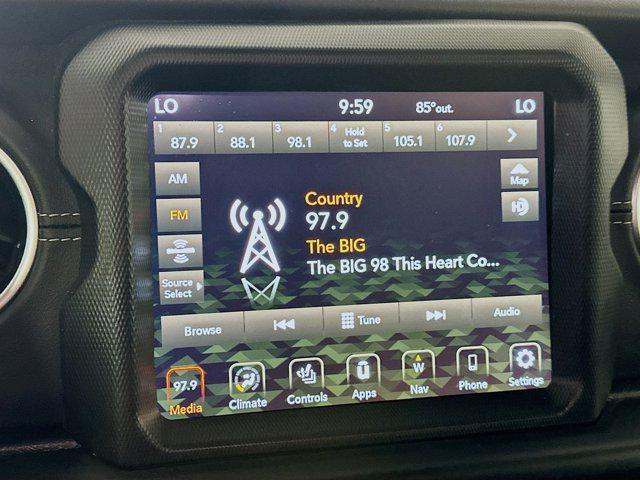 LO 9:59 85°out. LO
1 87.9 2 88.1 3 98.1 4 Hold to Set 5 105.1 6 107.9
AM
Map
Country
97.9
FM
HD
The BIG
The BIG 98 This Heart Co...
Source
Select
Browse Tune Audio
97.9 W
Media Climate Controls Apps Nav Phone Settings